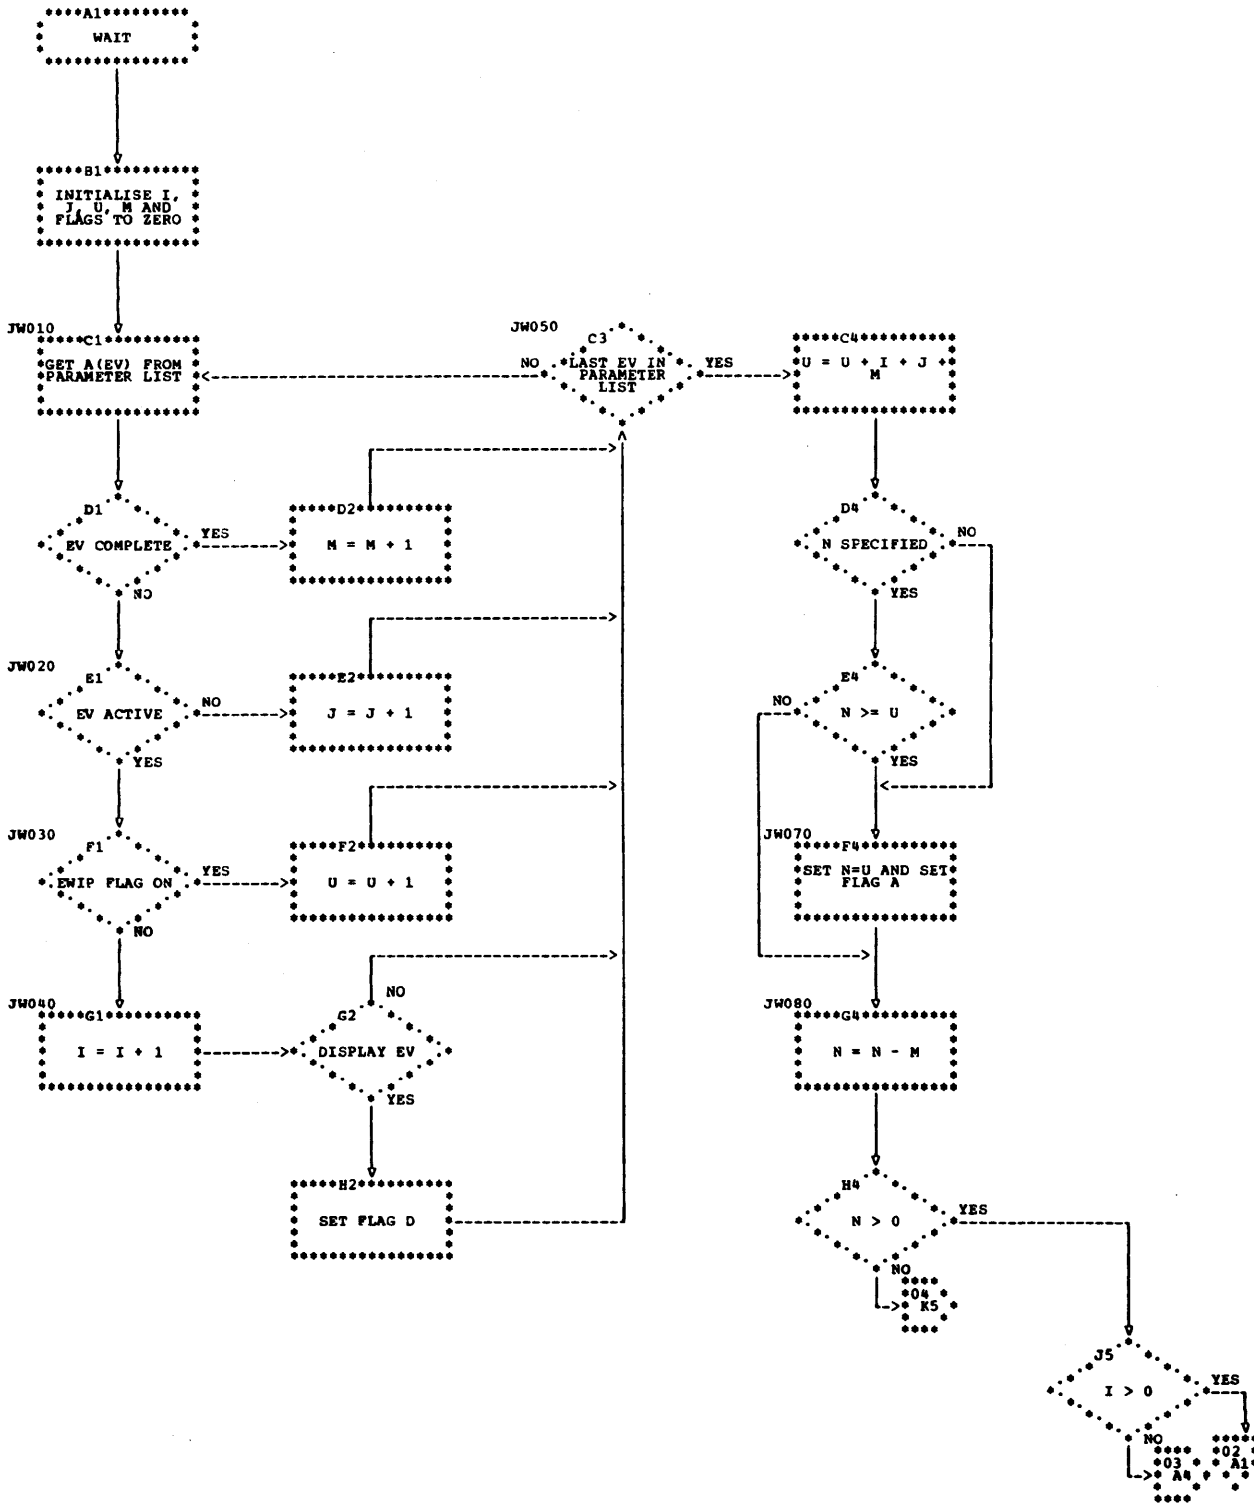 A1
WAIT
B1
INITIALISE I,
J, U, M AND
FLAGS TO ZERO
JW010
C1
GET A(EV) FROM
PARAMETER LIST
JW050
C3
NO
LAST EV IN
PARAMETER
LIST
YES
C4
U = U + I + J +
M
D1
EV COMPLETE
YES
NO
D2
M = M + 1
D4
N SPECIFIED
NO
YES
JW020
E1
EV ACTIVE
NO
YES
E2
J = J + 1
E4
NO
N >= U
YES
JW030
F1
EWIP FLAG ON
YES
NO
F2
U = U + 1
JW070
F4
SET N=U AND SET
FLAG A
JW040
G1
I = I + 1
NO
G2
DISPLAY EV
YES
JW080
G4
N = N - M
H2
SET FLAG D
H4
N > 0
YES
NO
04
K5
J5
I > 0
YES
NO
03
A4
02
A1